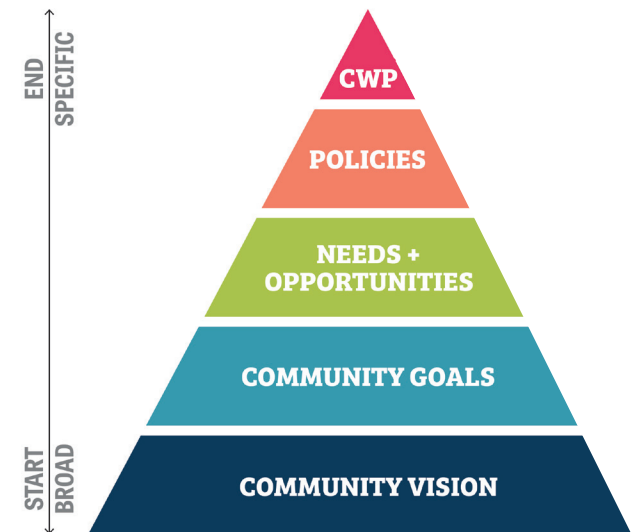 END
SPECIFIC
CWP
POLICIES
NEEDS +
OPPORTUNITIES
COMMUNITY GOALS
START
BROAD
COMMUNITY VISION